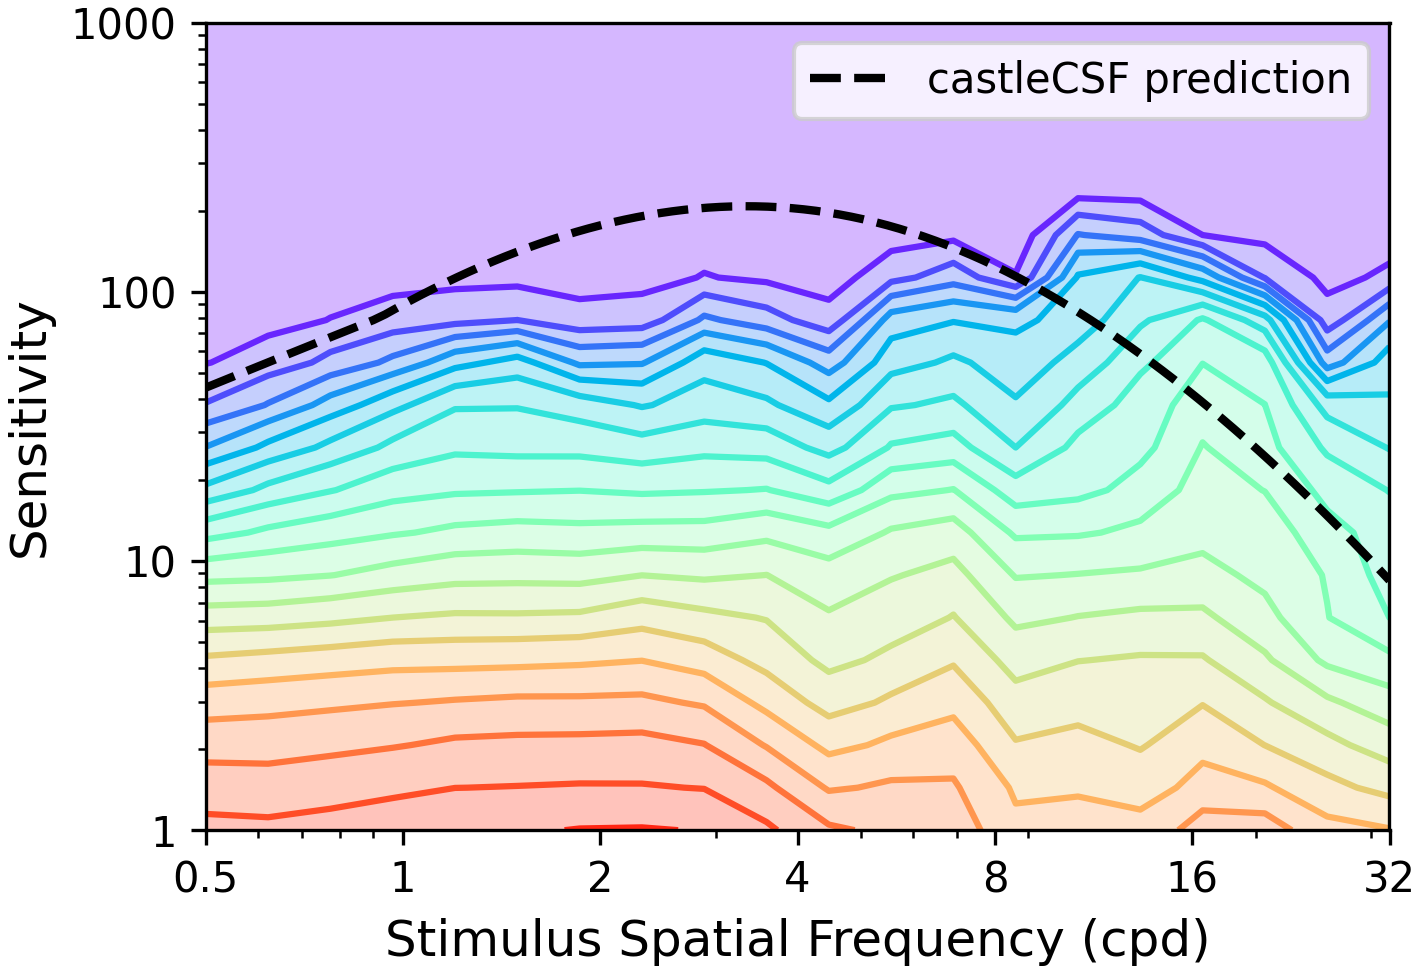 1000
100
10
1
Sensitivity
castleCSF prediction
0.5 1 2 4 8 16 32
Stimulus Spatial Frequency (cpd)